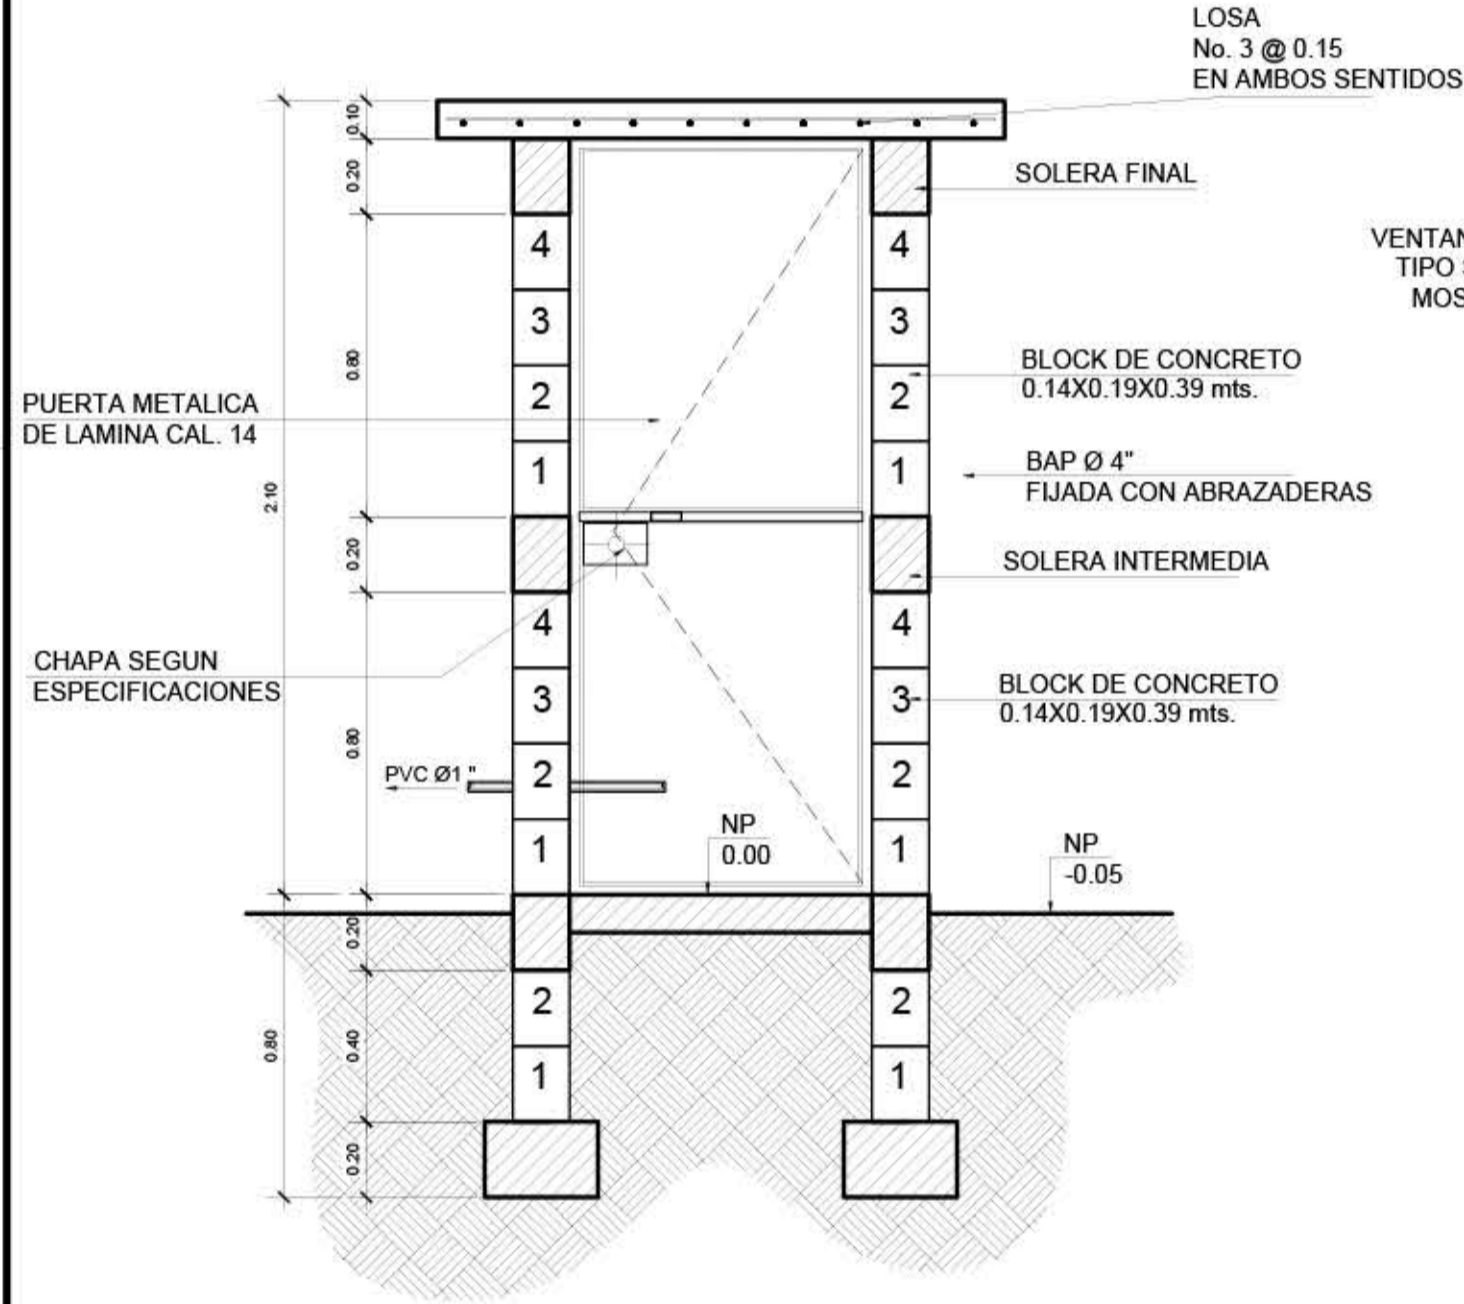 LOSA
No. 3 @ 0.15
EN AMBOS SENTIDOS
0.10
0.20
SOLERA FINAL
4
4
VENTAN
TIPO
MOS
3
3
0.80
BLOCK DE CONCRETO
0.14X0.19X0.39 mts.
2
2
PUERTA METALICA
DE LAMINA CAL. 14
1
1
BAP Ø 4"
FIJADA CON ABRAZADERAS
2.10
0.20
SOLERA INTERMEDIA
4
4
CHAPA SEGUN
ESPECIFICACIONES
3
3
BLOCK DE CONCRETO
0.14X0.19X0.39 mts.
0.80
PVC Ø1 "
2
2
NP
0.00
1
1
NP
-0.05
0.20
2
2
0.80
0.40
1
1
0.20